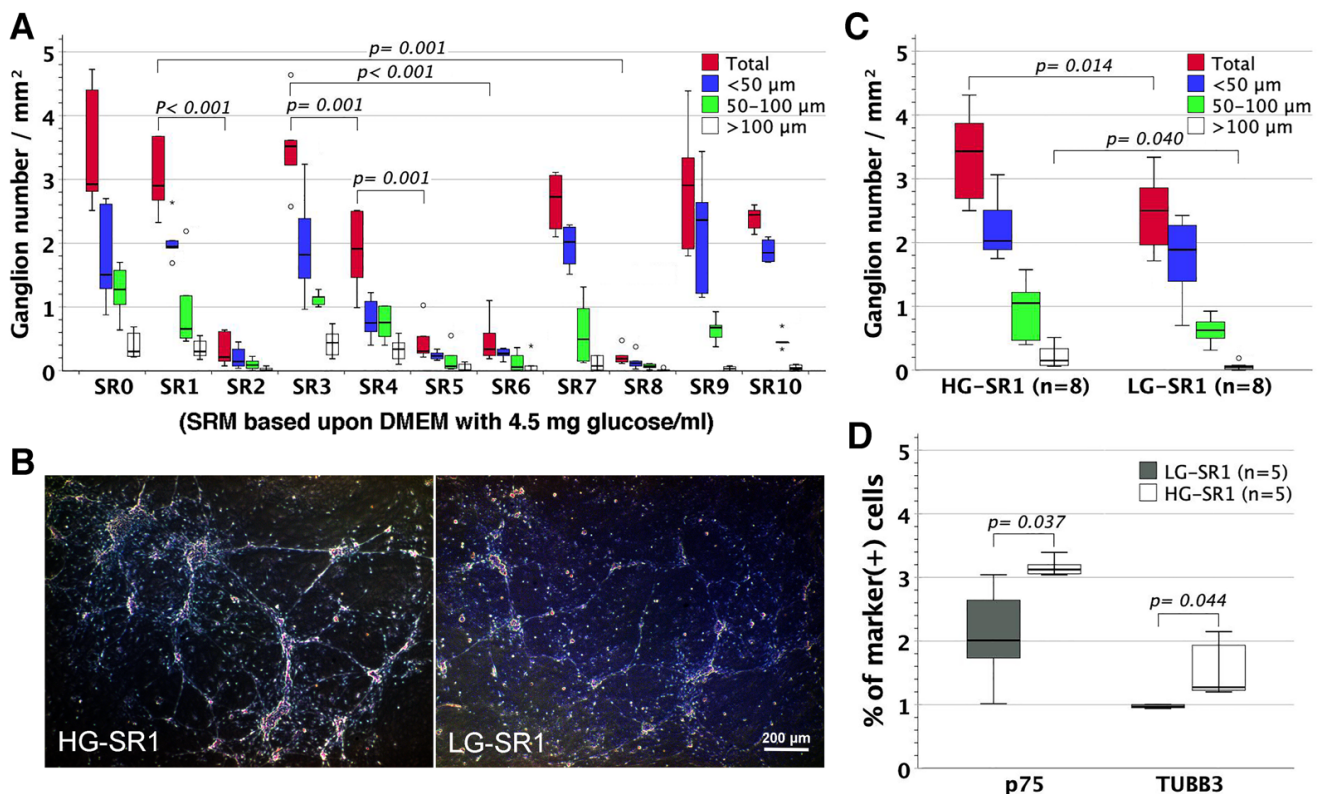 A
Ganglion number / mm²
5
4
3
2
1
0
p= 0.001
p< 0.001
P< 0.001
p= 0.001
p= 0.001
Total
<50 µm
50–100 µm
>100 µm
SR0 SR1 SR2 SR3 SR4 SR5 SR6 SR7 SR8 SR9 SR10
(SRM based upon DMEM with 4.5 mg glucose/ml)
B
HG-SR1
LG-SR1
200 µm
C
Ganglion number / mm²
5
4
3
2
1
0
Total
<50 µm
50–100 µm
>100 µm
p= 0.014
p= 0.040
HG-SR1 (n=8) LG-SR1 (n=8)
D
% of marker(+) cells
5
4
3
2
1
0
LG-SR1 (n=5)
HG-SR1 (n=5)
p= 0.037
p= 0.044
p75 TUBB3